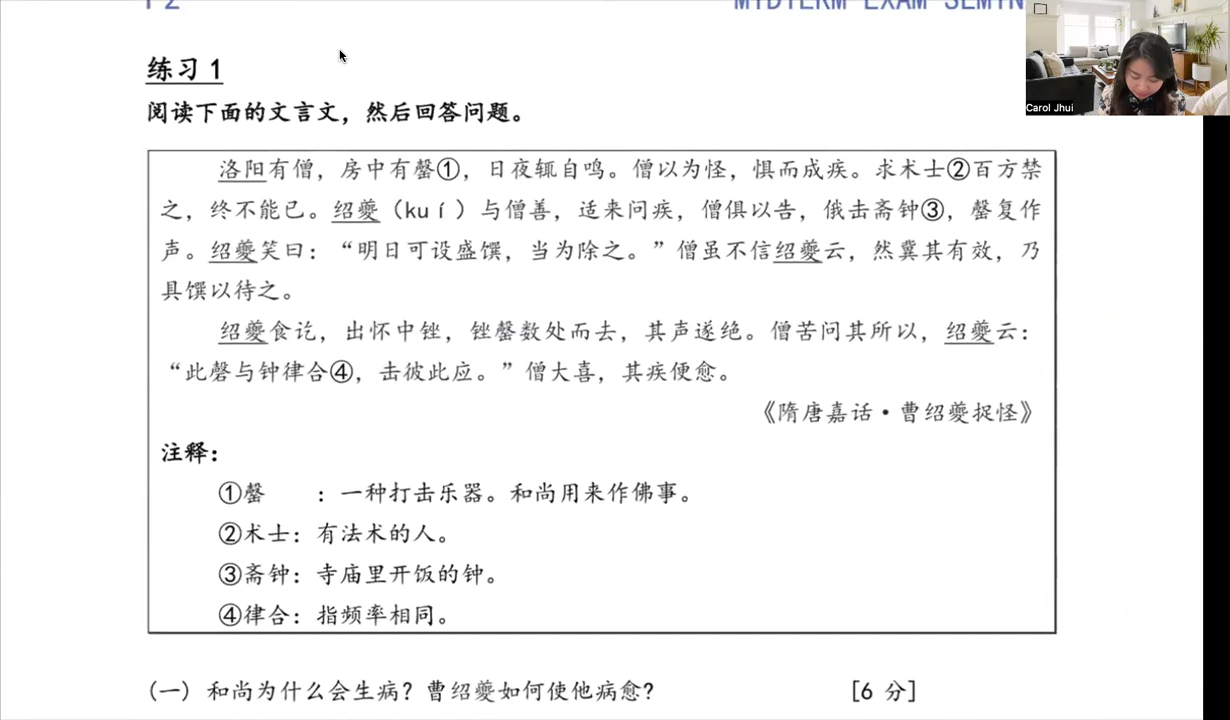 MYDTERM EXAM SEMIN
Carol Jhui
练习 1
阅读下面的文言文，然后回答问题。
洛阳有僧，房中有罄①，日夜辄自鸣。僧以为怪，惧而成疾。求术士②百方禁
之，终不能已。绍夔（kuí）与僧善，适来问疾，僧俱以告，俄击斋钟③，罄复作
声。绍夔笑曰：“明日可设盛馔，当为除之。”僧虽不信绍夔云，然冀其有效，乃
具馔以待之。
绍夔食讫，出怀中锉，锉罄数处而去，其声遂绝。僧苦问其所以，绍夔云：
“此磬与钟律合④，击彼此应。”僧大喜，其疾便愈。
《隋唐嘉话·曹绍夔捉怪》
注释：
①罄 ：一种打击乐器。和尚用来作佛事。
②术士：有法术的人。
③斋钟：寺庙里开饭的钟。
④律合：指频率相同。
（一）和尚为什么会生病？曹绍夔如何使他病愈？ [6 分]